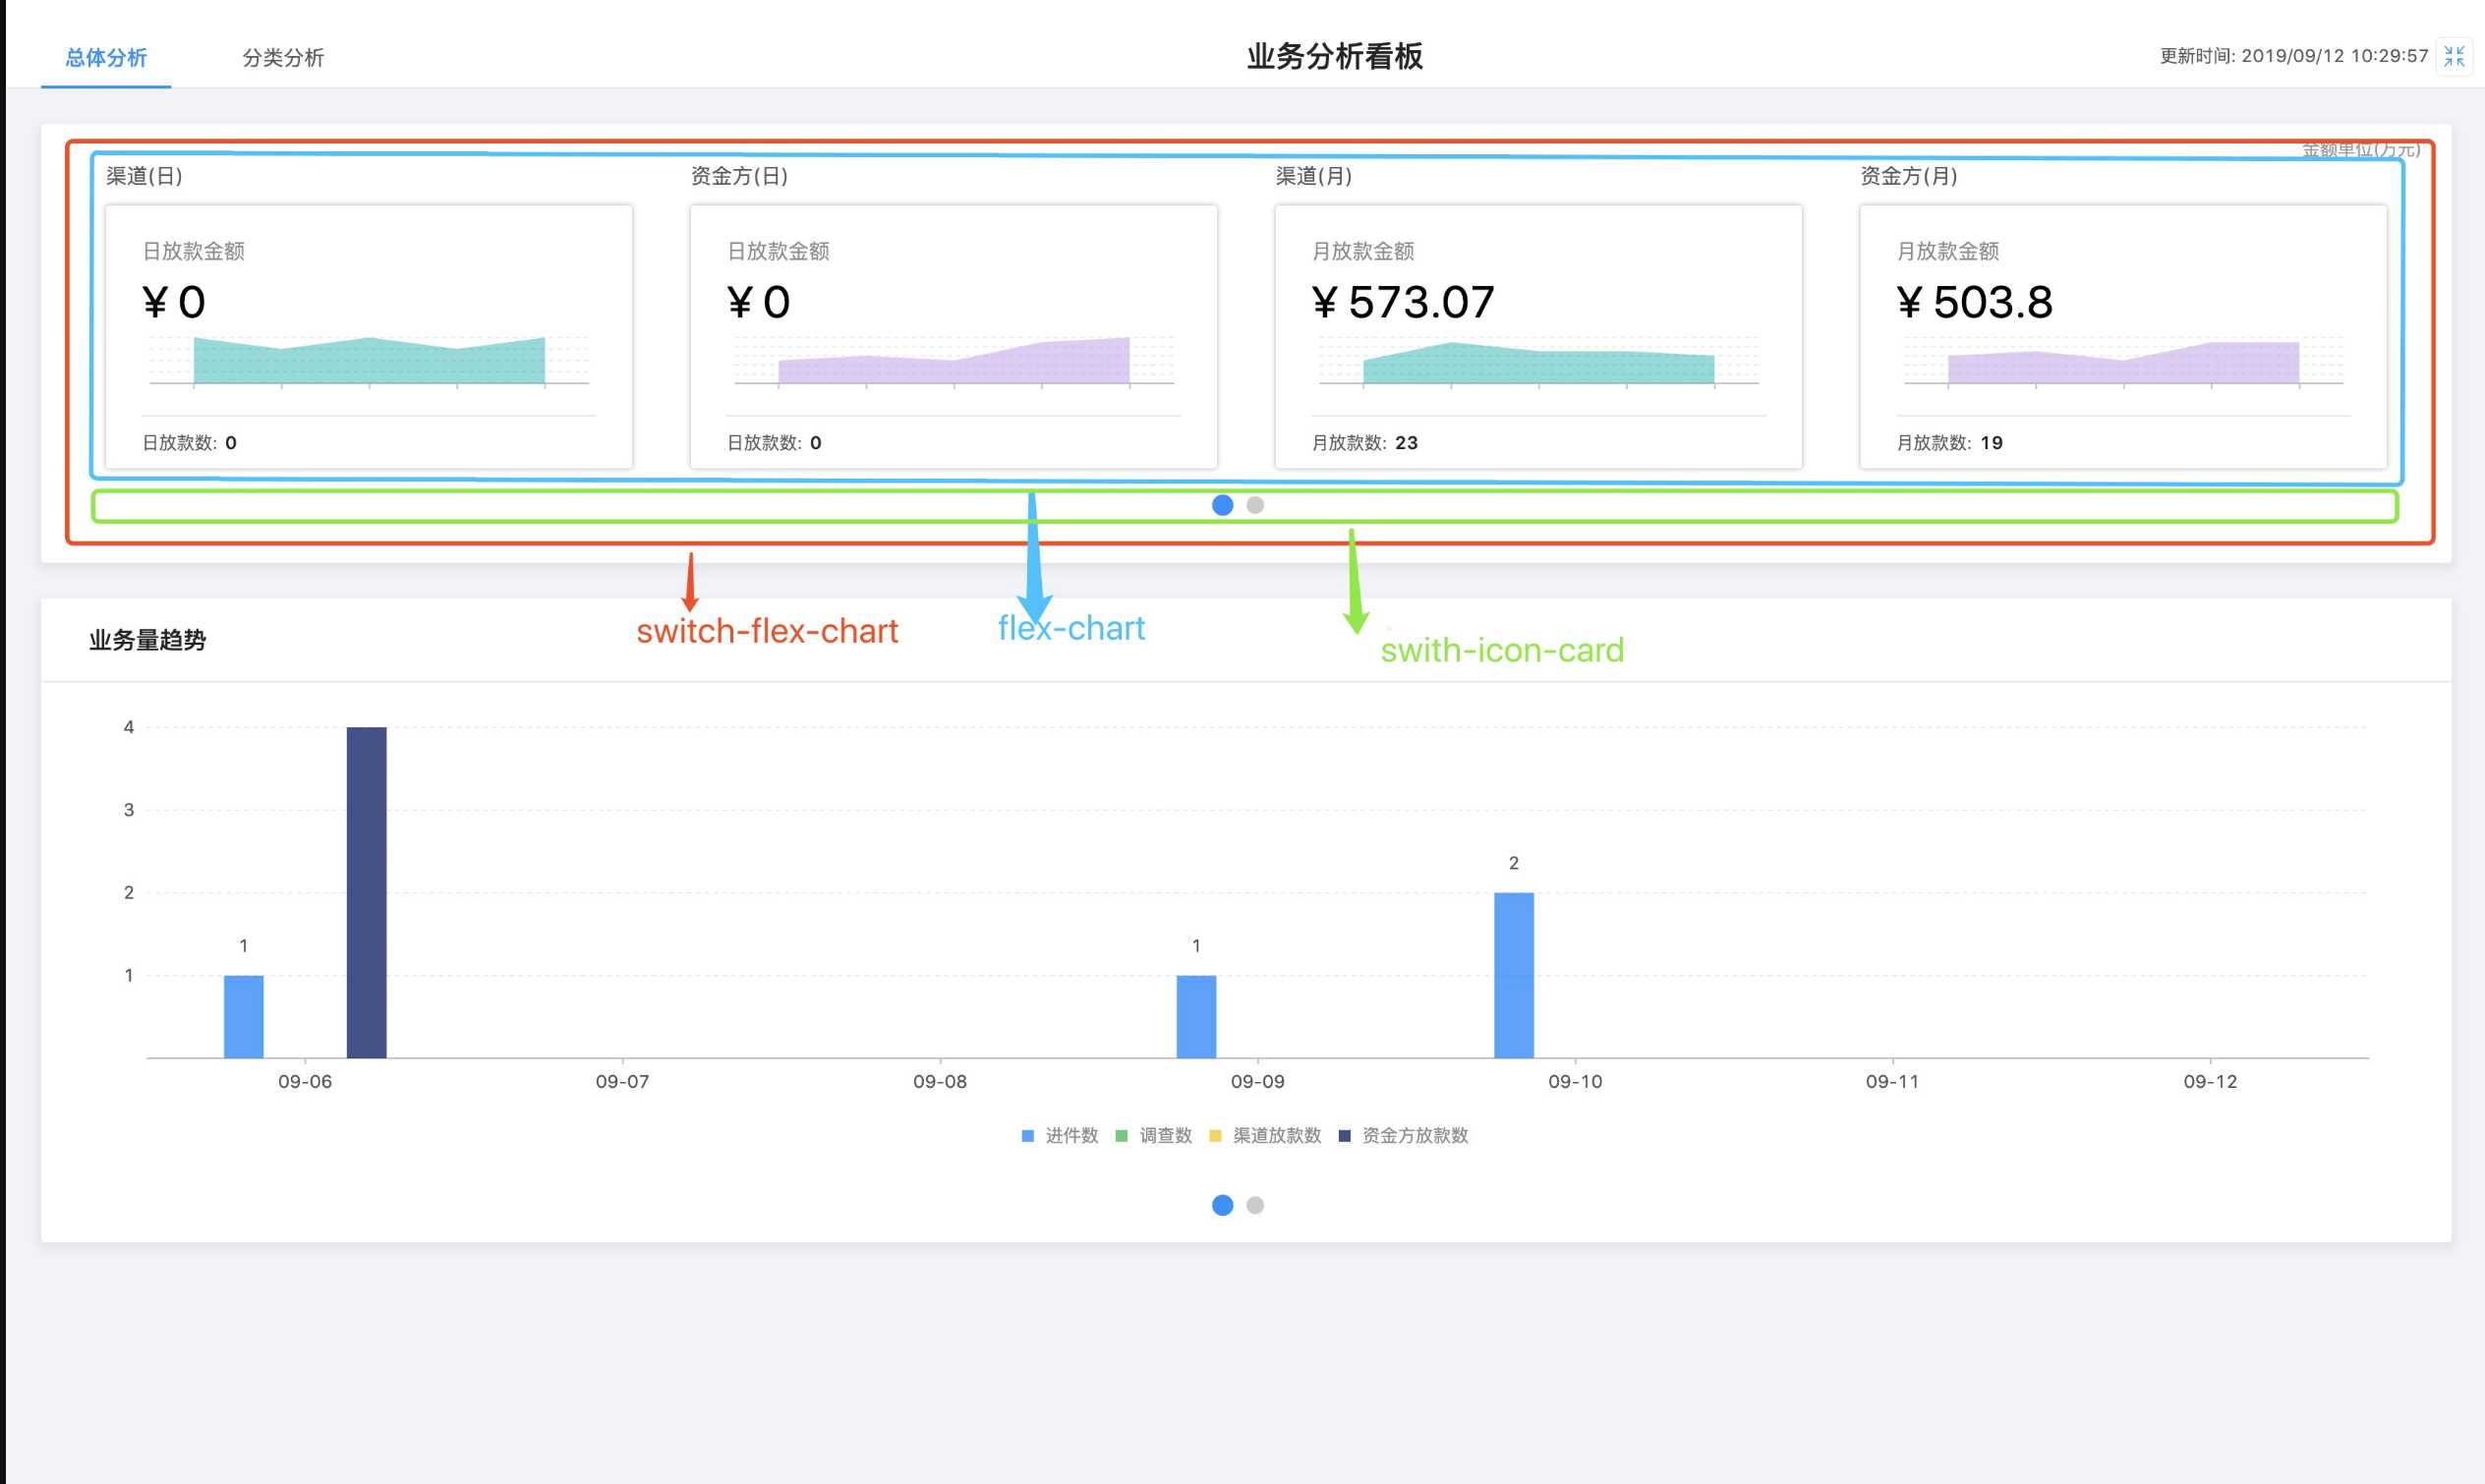 总体分析 分类分析 业务分析看板 更新时间: 2019/09/12 10:29:57
金额单位(万元)
渠道(日) 资金方(日) 渠道(月) 资金方(月)
日放款金额 日放款金额 月放款金额 月放款金额
¥ 0 ¥ 0 ¥ 573.07 ¥ 503.8
日放款数: 0 日放款数: 0 月放款数: 23 月放款数: 19
switch-flex-chart flex-chart swith-icon-card
业务量趋势
4
3
2
1
1
1
2
09-06 09-07 09-08 09-09 09-10 09-11 09-12
进件数 调查数 渠道放款数 资金方放款数